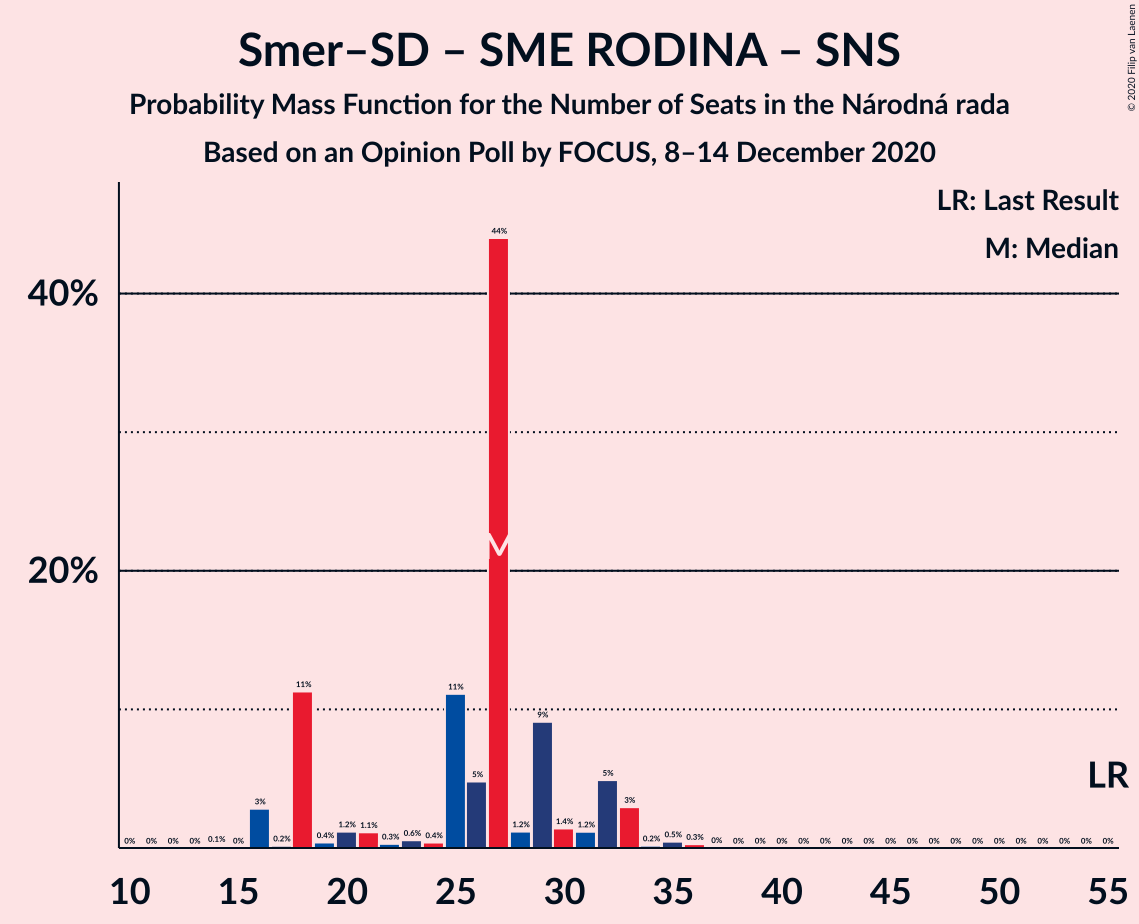 Smer–SD – SME RODINA – SNS
Probability Mass Function for the Number of Seats in the Národná rada
Based on an Opinion Poll by FOCUS, 8–14 December 2020
© 2020 Filip van Laenen
LR: Last Result
M: Median
40%
20%
0% 0% 0% 0% 0.1% 0% 3% 0.2% 11% 0.4% 1.2% 1.1% 0.3% 0.6% 0.4% 11% 5% 44% 1.2% 9% 1.4% 1.2% 5% 3% 0.2% 0.5% 0.3% 0% 0% 0% 0% 0% 0% 0% 0% 0% 0% 0% 0% 0% 0% 0% 0% 0% 0% 0%
M
LR
10 15 20 25 30 35 40 45 50 55